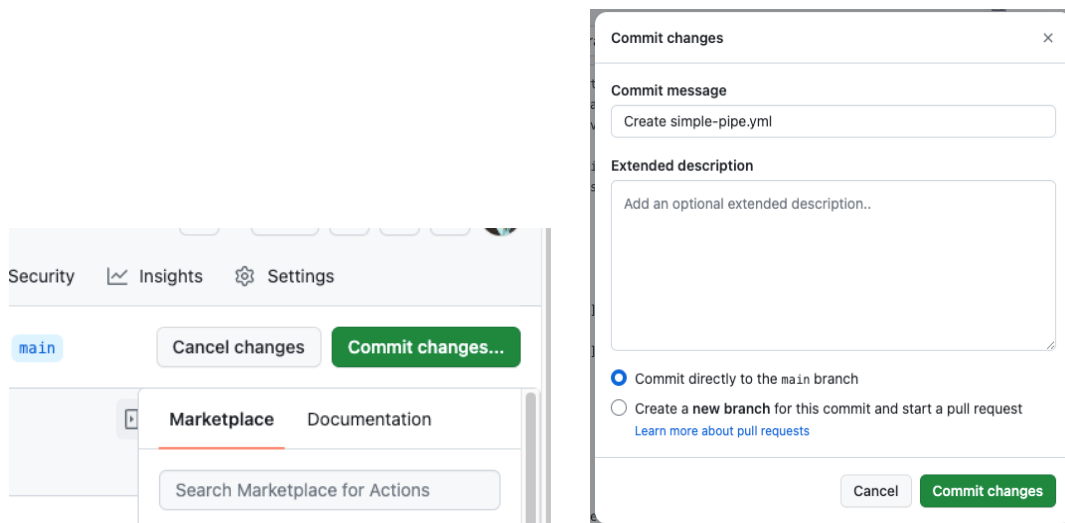 Security Insights Settings
main Cancel changes Commit changes...
Marketplace Documentation
Search Marketplace for Actions
Commit changes
Commit message
Create simple-pipe.yml
Extended description
Add an optional extended description..
Commit directly to the main branch
Create a new branch for this commit and start a pull request
Learn more about pull requests
Cancel Commit changes